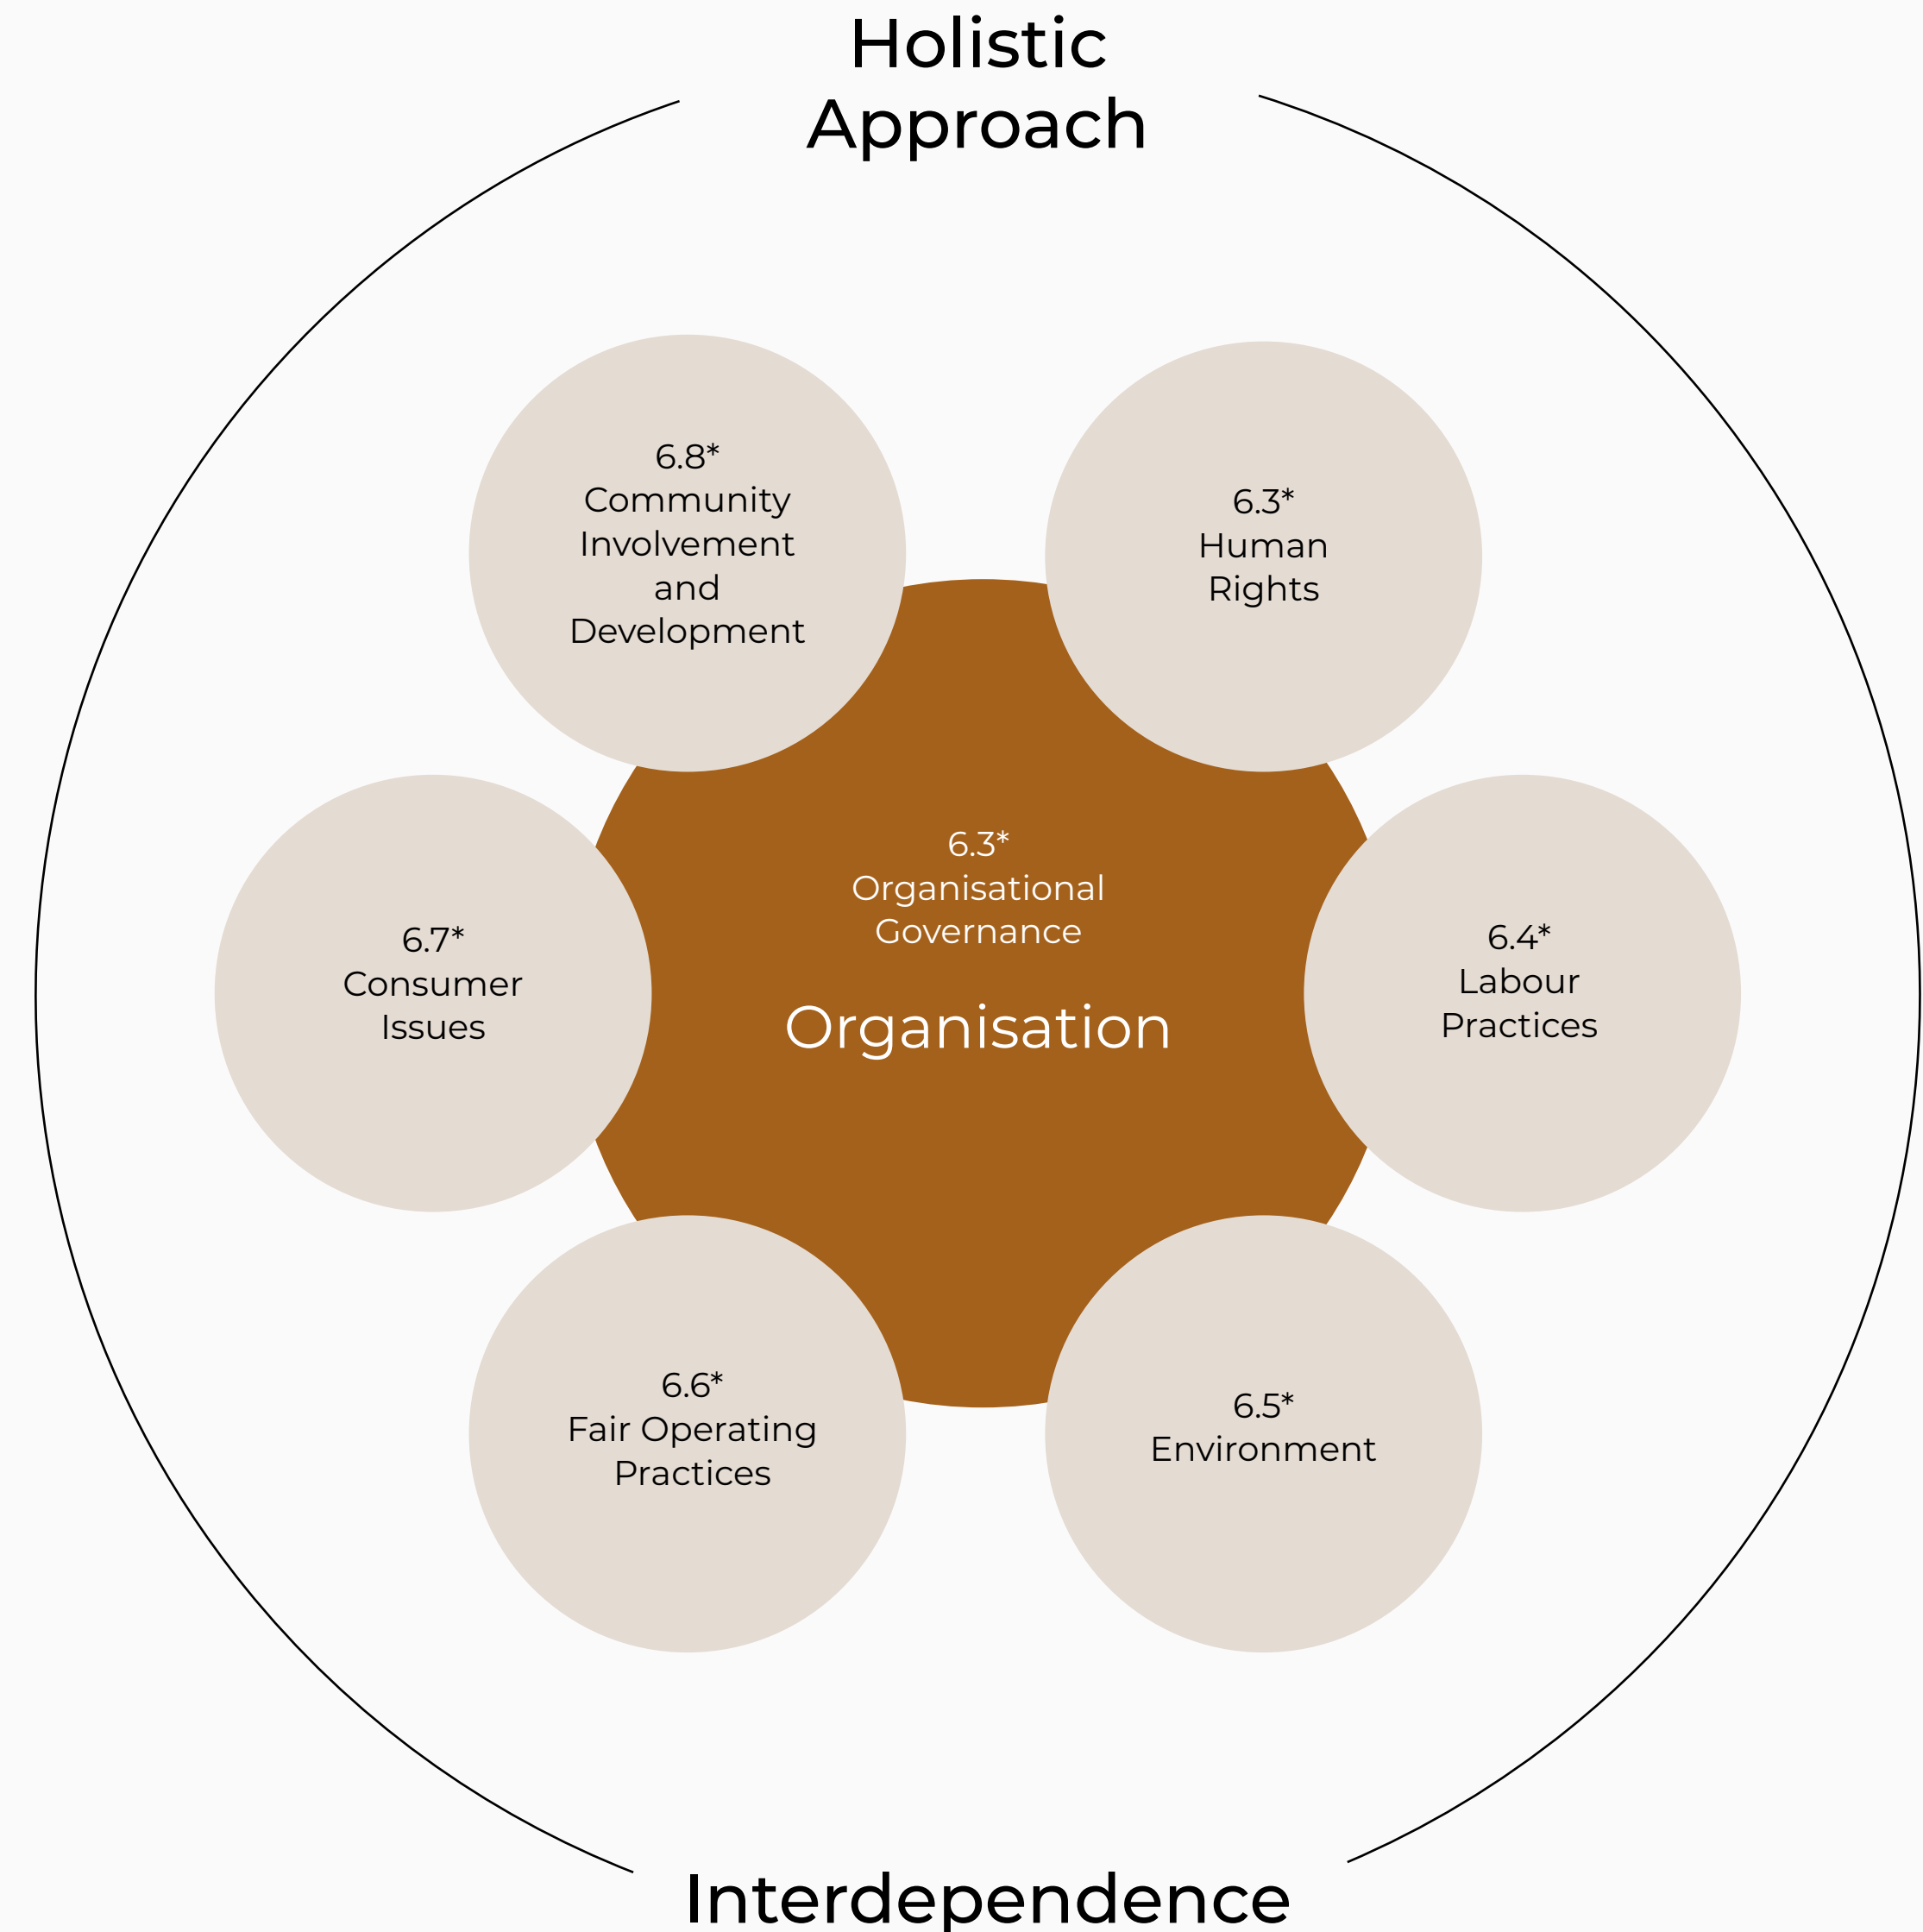 Holistic
Approach
6.8*
Community
Involvement
and
Development
6.3*
Human
Rights
6.3*
Organisational
Governance
Organisation
6.7*
Consumer
Issues
6.4*
Labour
Practices
6.6*
Fair Operating
Practices
6.5*
Environment
Interdependence